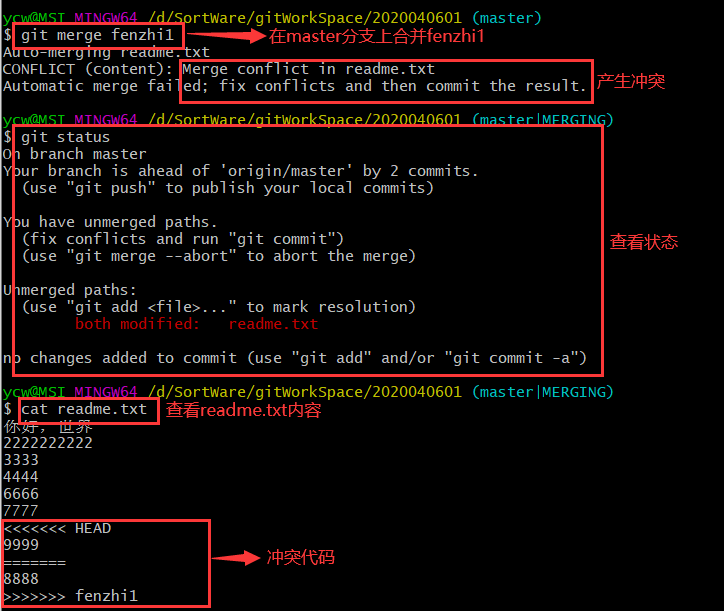 ycw@MSI MINGW64 /d/SortWare/gitWorkSpace/2020040601 (master)
$ git merge fenzhi1 在master分支上合并fenzhi1
Auto-merging readme.txt
CONFLICT (content): Merge conflict in readme.txt
Automatic merge failed; fix conflicts and then commit the result. 产生冲突
ycw@MSI MINGW64 /d/SortWare/gitWorkSpace/2020040601 (master|MERGING)
$ git status
On branch master
Your branch is ahead of 'origin/master' by 2 commits.
(use "git push" to publish your local commits)
You have unmerged paths.
(fix conflicts and run "git commit") 查看状态
(use "git merge --abort" to abort the merge)
Unmerged paths:
(use "git add <file>..." to mark resolution)
both modified: readme.txt
no changes added to commit (use "git add" and/or "git commit -a")
ycw@MSI MINGW64 /d/SortWare/gitWorkSpace/2020040601 (master|MERGING)
$ cat readme.txt 查看readme.txt内容
你好，世界
2222222222
3333
4444
6666
7777
<<<<<<< HEAD
9999
======= 冲突代码
8888
>>>>>>> fenzhi1